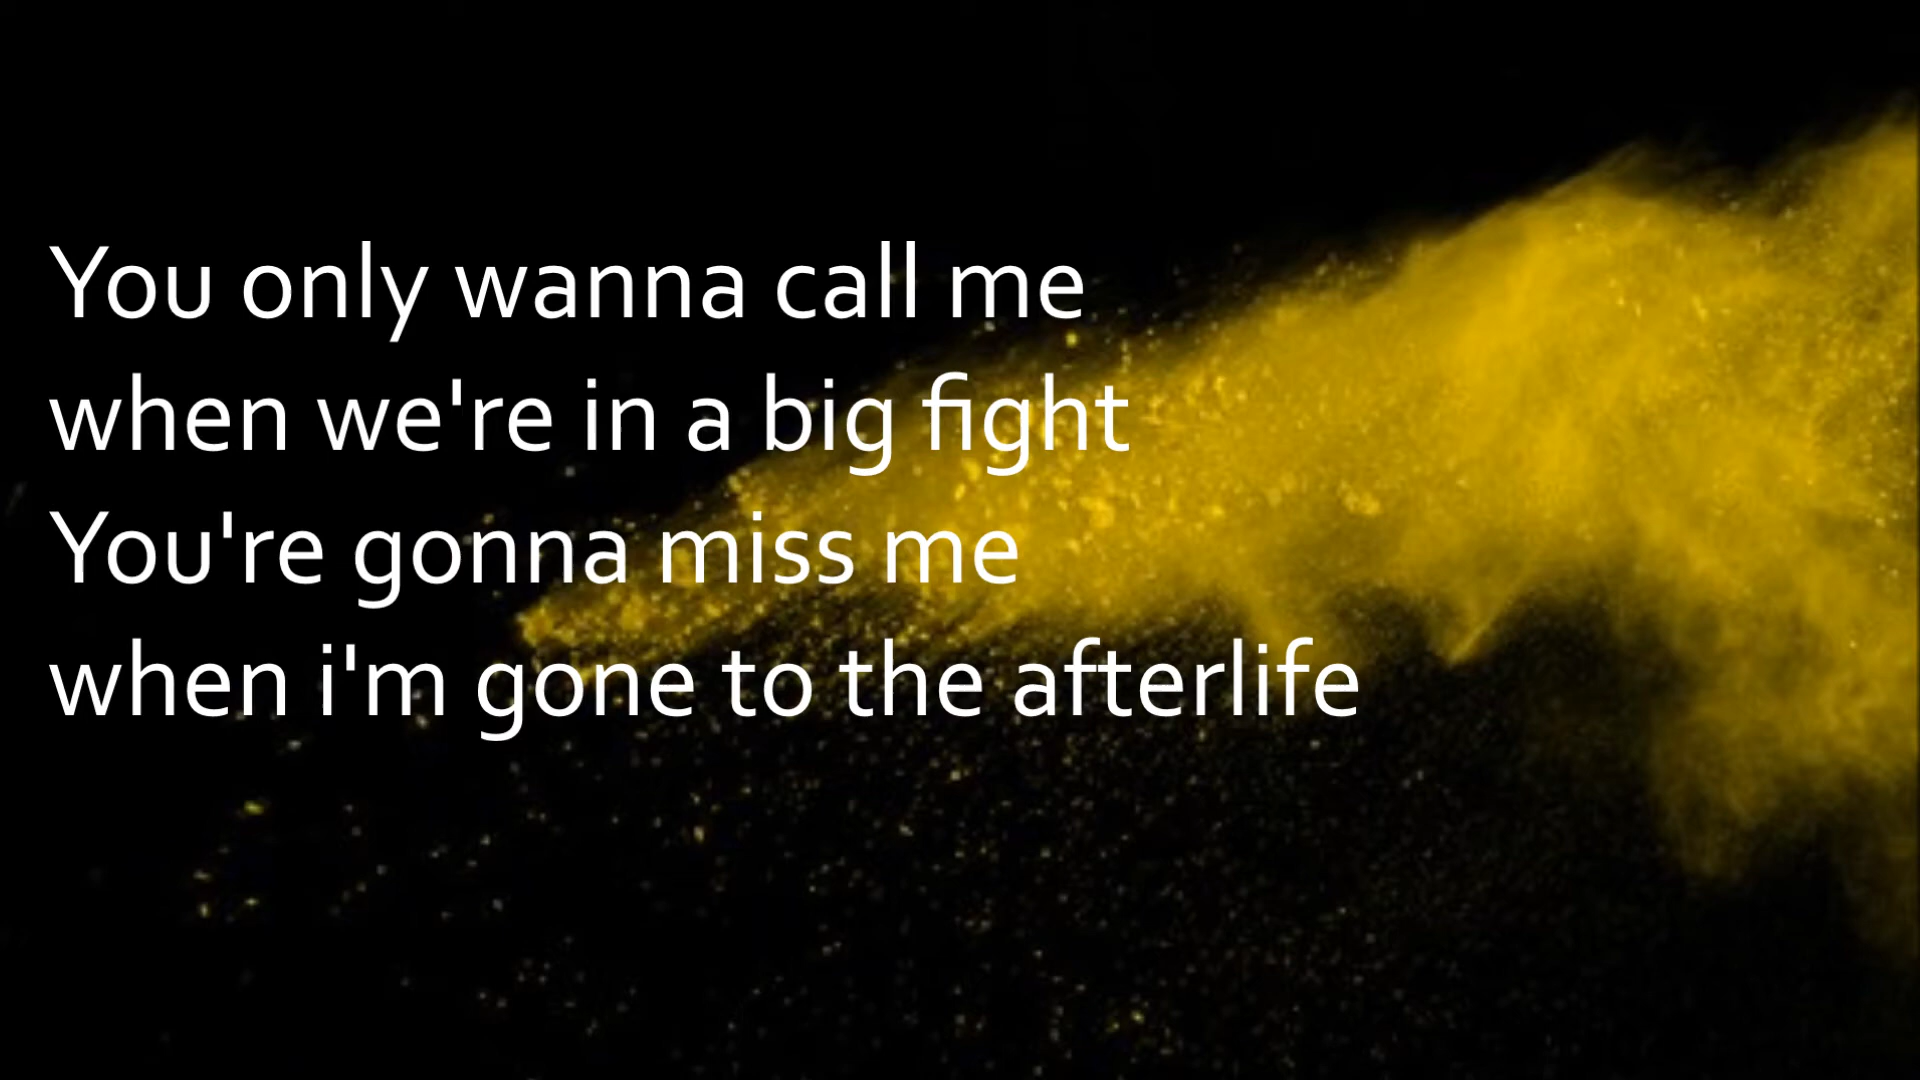 You only wanna call me
when we're in a big fight
You're gonna miss me
when i'm gone to the afterlife